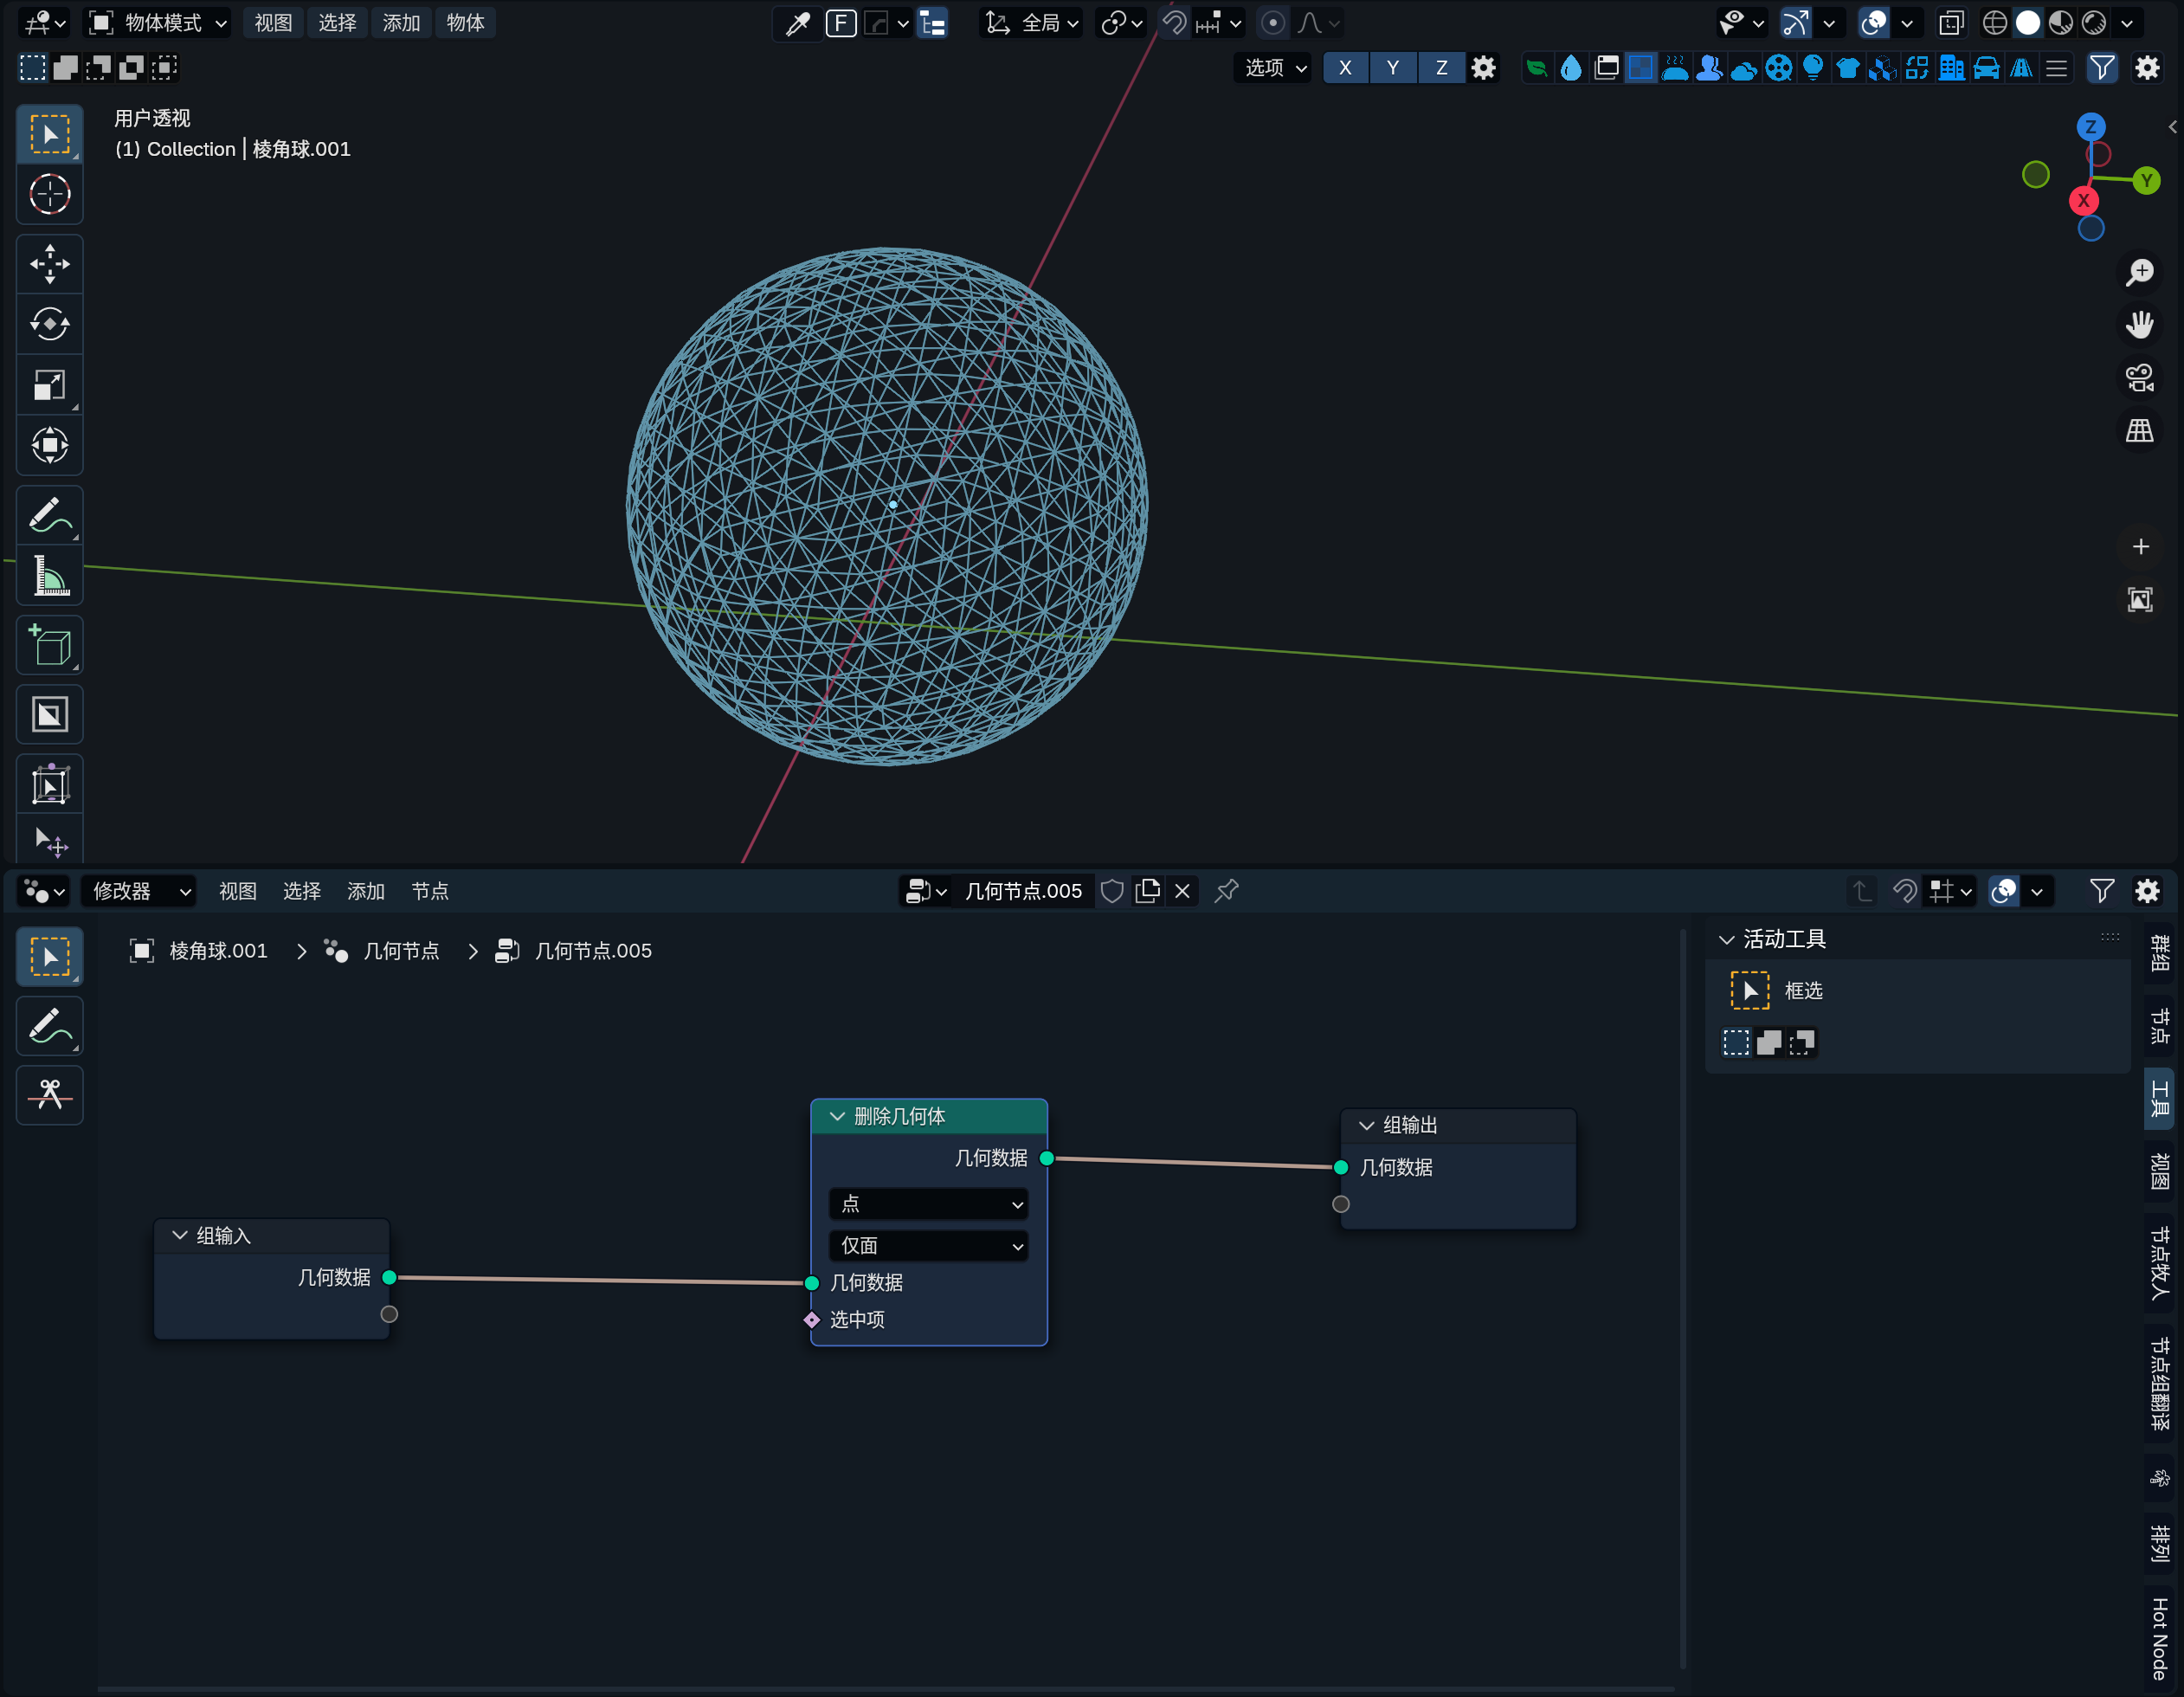 物体模式 视图 选择 添加 物体 F 全局
选项 X Y Z
用户透视
(1) Collection | 棱角球.001
Z
Y
X
修改器 视图 选择 添加 节点 几何节点.005
棱角球.001 > 几何节点 > 几何节点.005
活动工具
框选
删除几何体
几何数据
点
仅面
几何数据
选中项
组输出
几何数据
组输入
几何数据
群组
节点
工具
视图
节点牧人
节点组翻译
排列
Hot Node